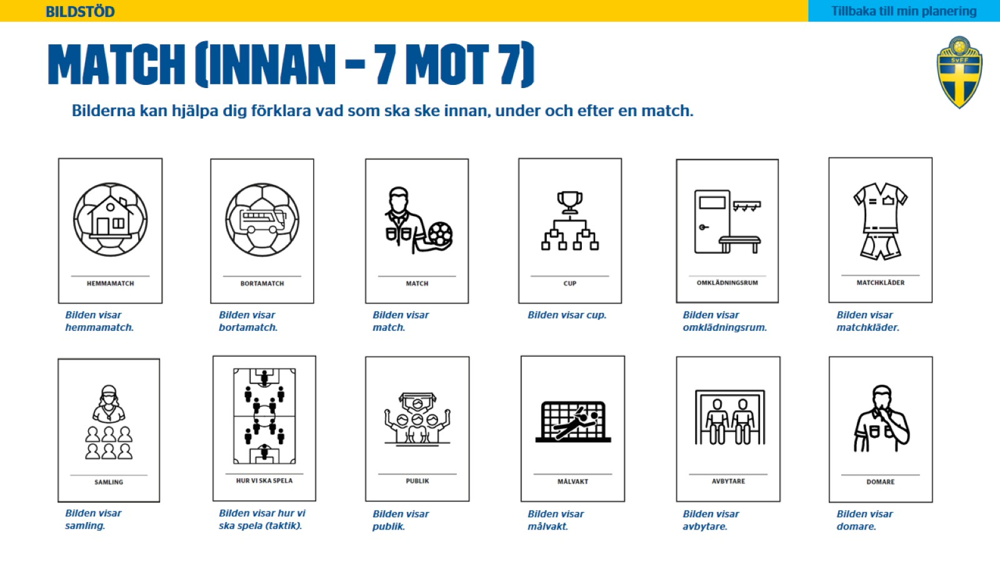 BILDSTÖD
Tillbaka till min planering
MATCH (INNAN – 7 MOT 7)
SvFF
Bilderna kan hjälpa dig förklara vad som ska ske innan, under och efter en match.
HEMMAMATCH
BORTAMATCH
MATCH
CUP
OMKLÄDNINGSRUM
MATCHKLÄDER
Bilden visar
hemmamatch.
Bilden visar
bortamatch.
Bilden visar
match.
Bilden visar cup.
Bilden visar
omklädningsrum.
Bilden visar
matchkläder.
SAMLING
HUR VI SKA SPELA
PUBLIK
MÅLVAKT
AVBYTARE
DOMARE
Bilden visar
samling.
Bilden visar hur vi
ska spela (taktik).
Bilden visar
publik.
Bilden visar
målvakt.
Bilden visar
avbytare.
Bilden visar
domare.